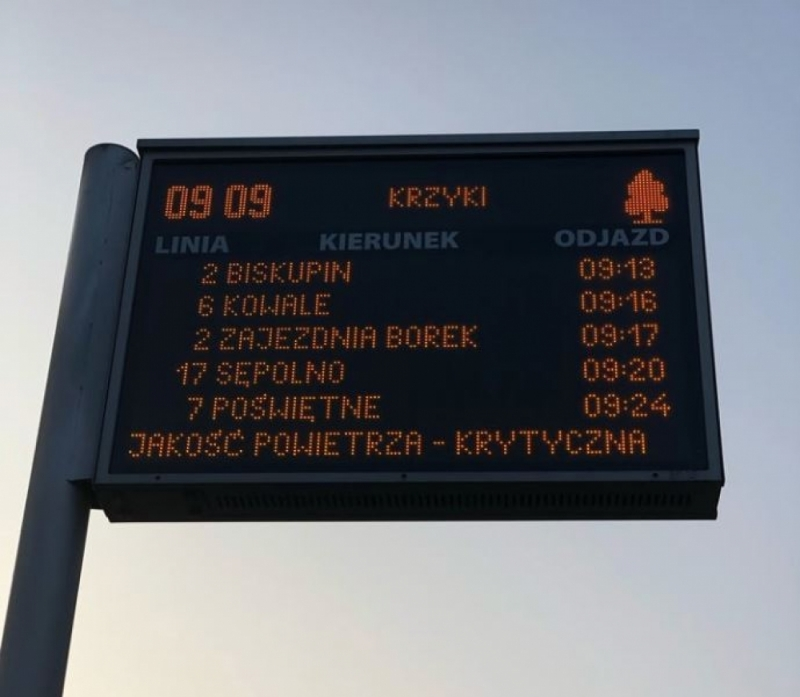 09 09 KRZYKI
LINIA KIERUNEK ODJAZD
2 BISKUPIN 09:13
6 KOWALE 09:16
2 ZAJEZDNIA BOREK 09:17
17 SĘPOLNO 09:20
7 POŚWIĘTNE 09:24
JAKOŚĆ POWIETRZA - KRYTYCZNA